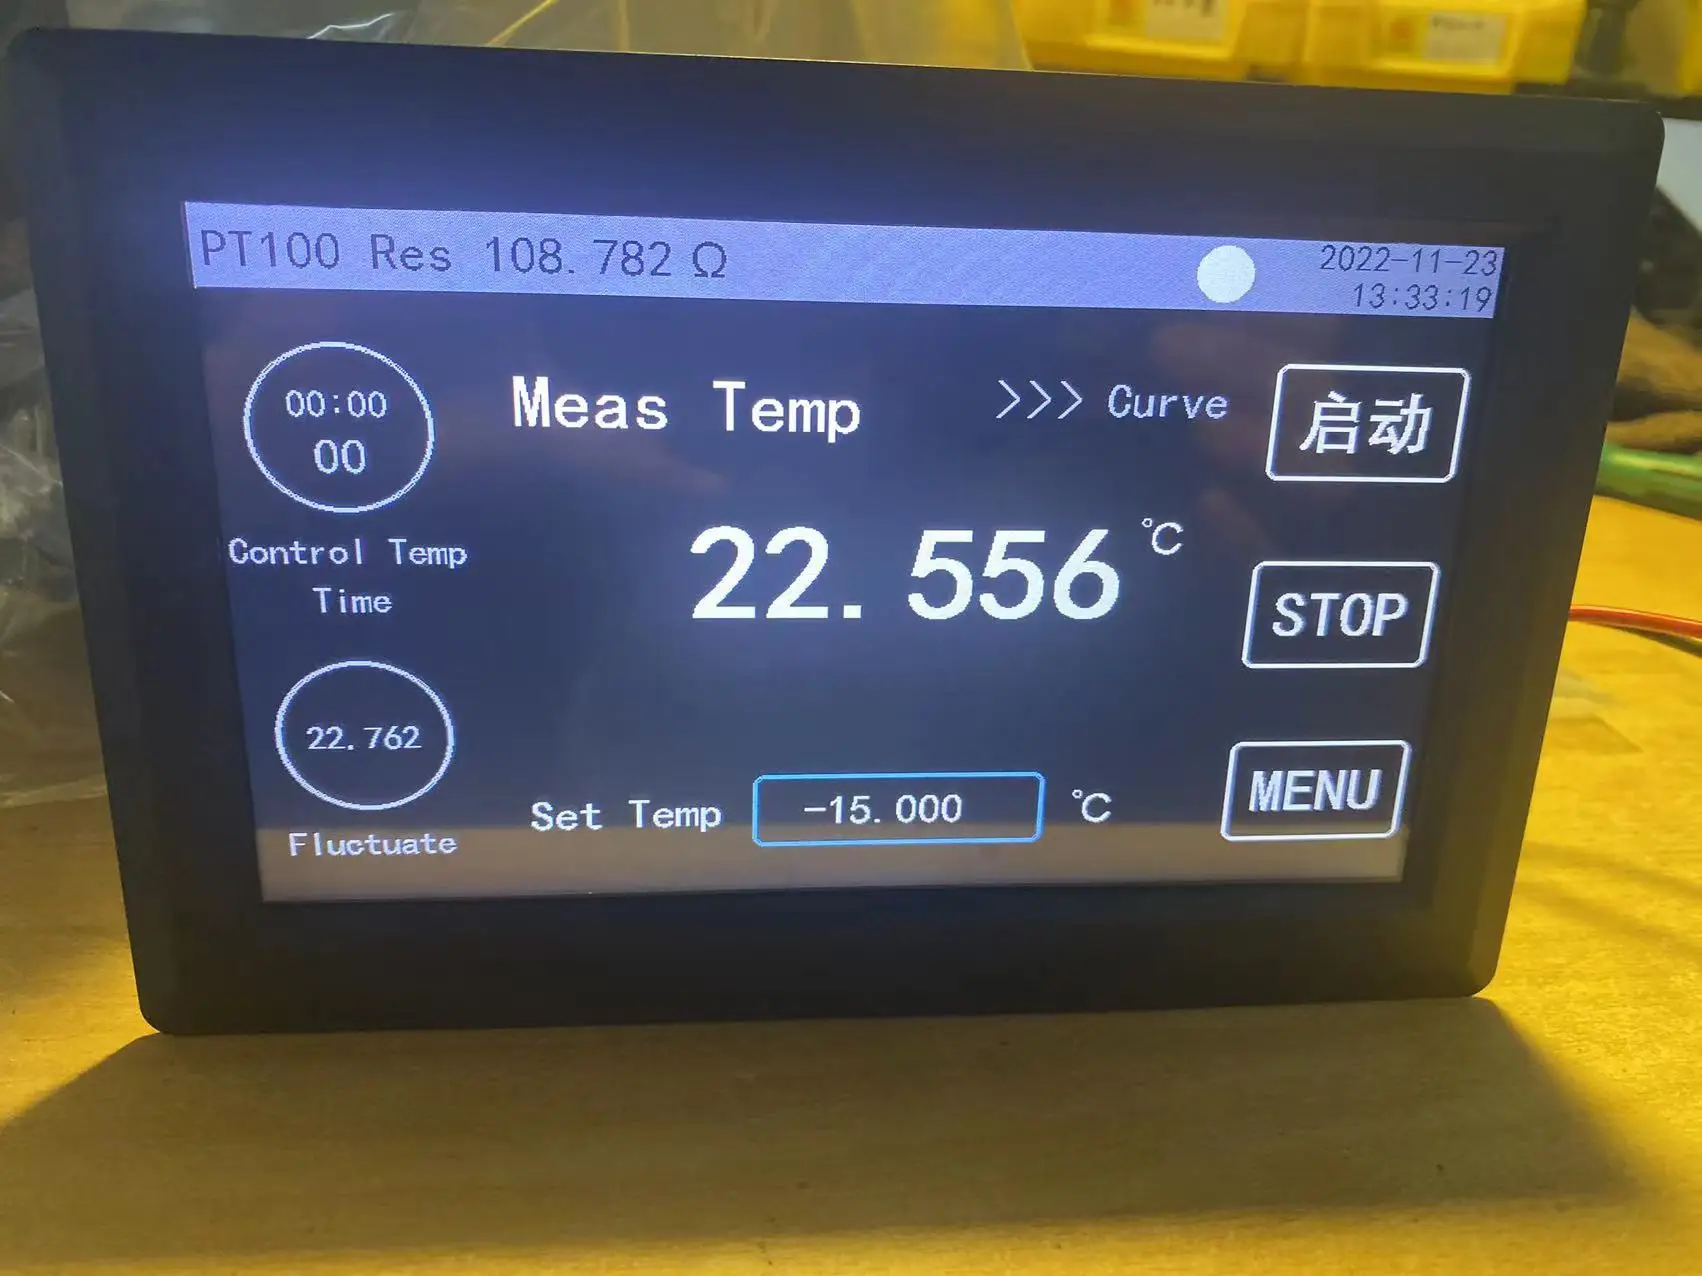 PT100 Res 108.782 Ω
2022-11-23
13:33:19
00:00
00
Control Temp
Time
Meas Temp
>>> Curve
22.556 ℃
启动
STOP
22.762
Fluctuate
Set Temp -15.000 ℃
MENU